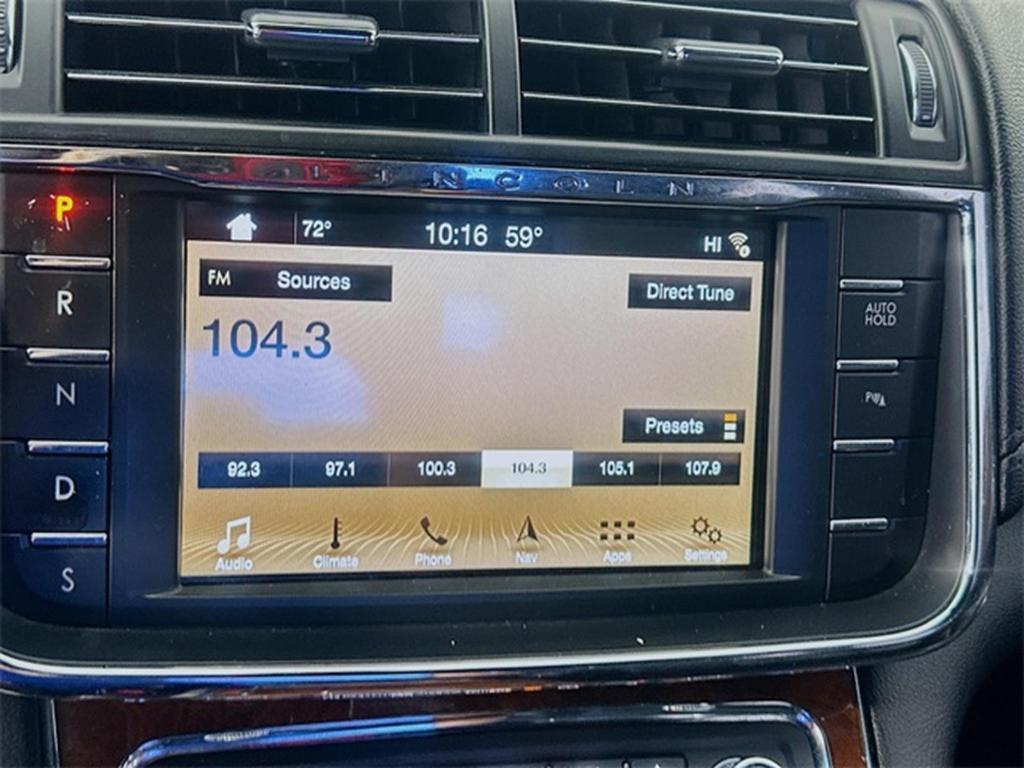 LINCOLN
P
R
N
D
S
72° 10:16 59° HI
FM Sources
Direct Tune
104.3
Presets
92.3 97.1 100.3 104.3 105.1 107.9
Audio Climate Phone Nav Apps Settings
AUTO
HOLD
P